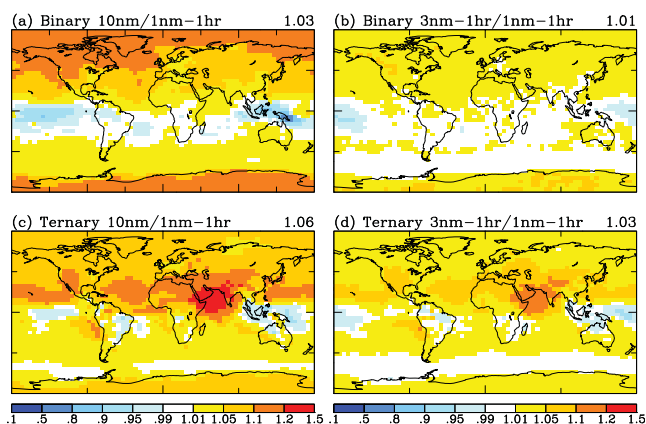 (a) Binary 10nm/1nm-1hr 1.03
(b) Binary 3nm-1hr/1nm-1hr 1.01
(c) Ternary 10nm/1nm-1hr 1.06
(d) Ternary 3nm-1hr/1nm-1hr 1.03
.1 .5 .8 .9 .95 .99 1.01 1.05 1.1 1.2 1.5
.1 .5 .8 .9 .95 .99 1.01 1.05 1.1 1.2 1.5